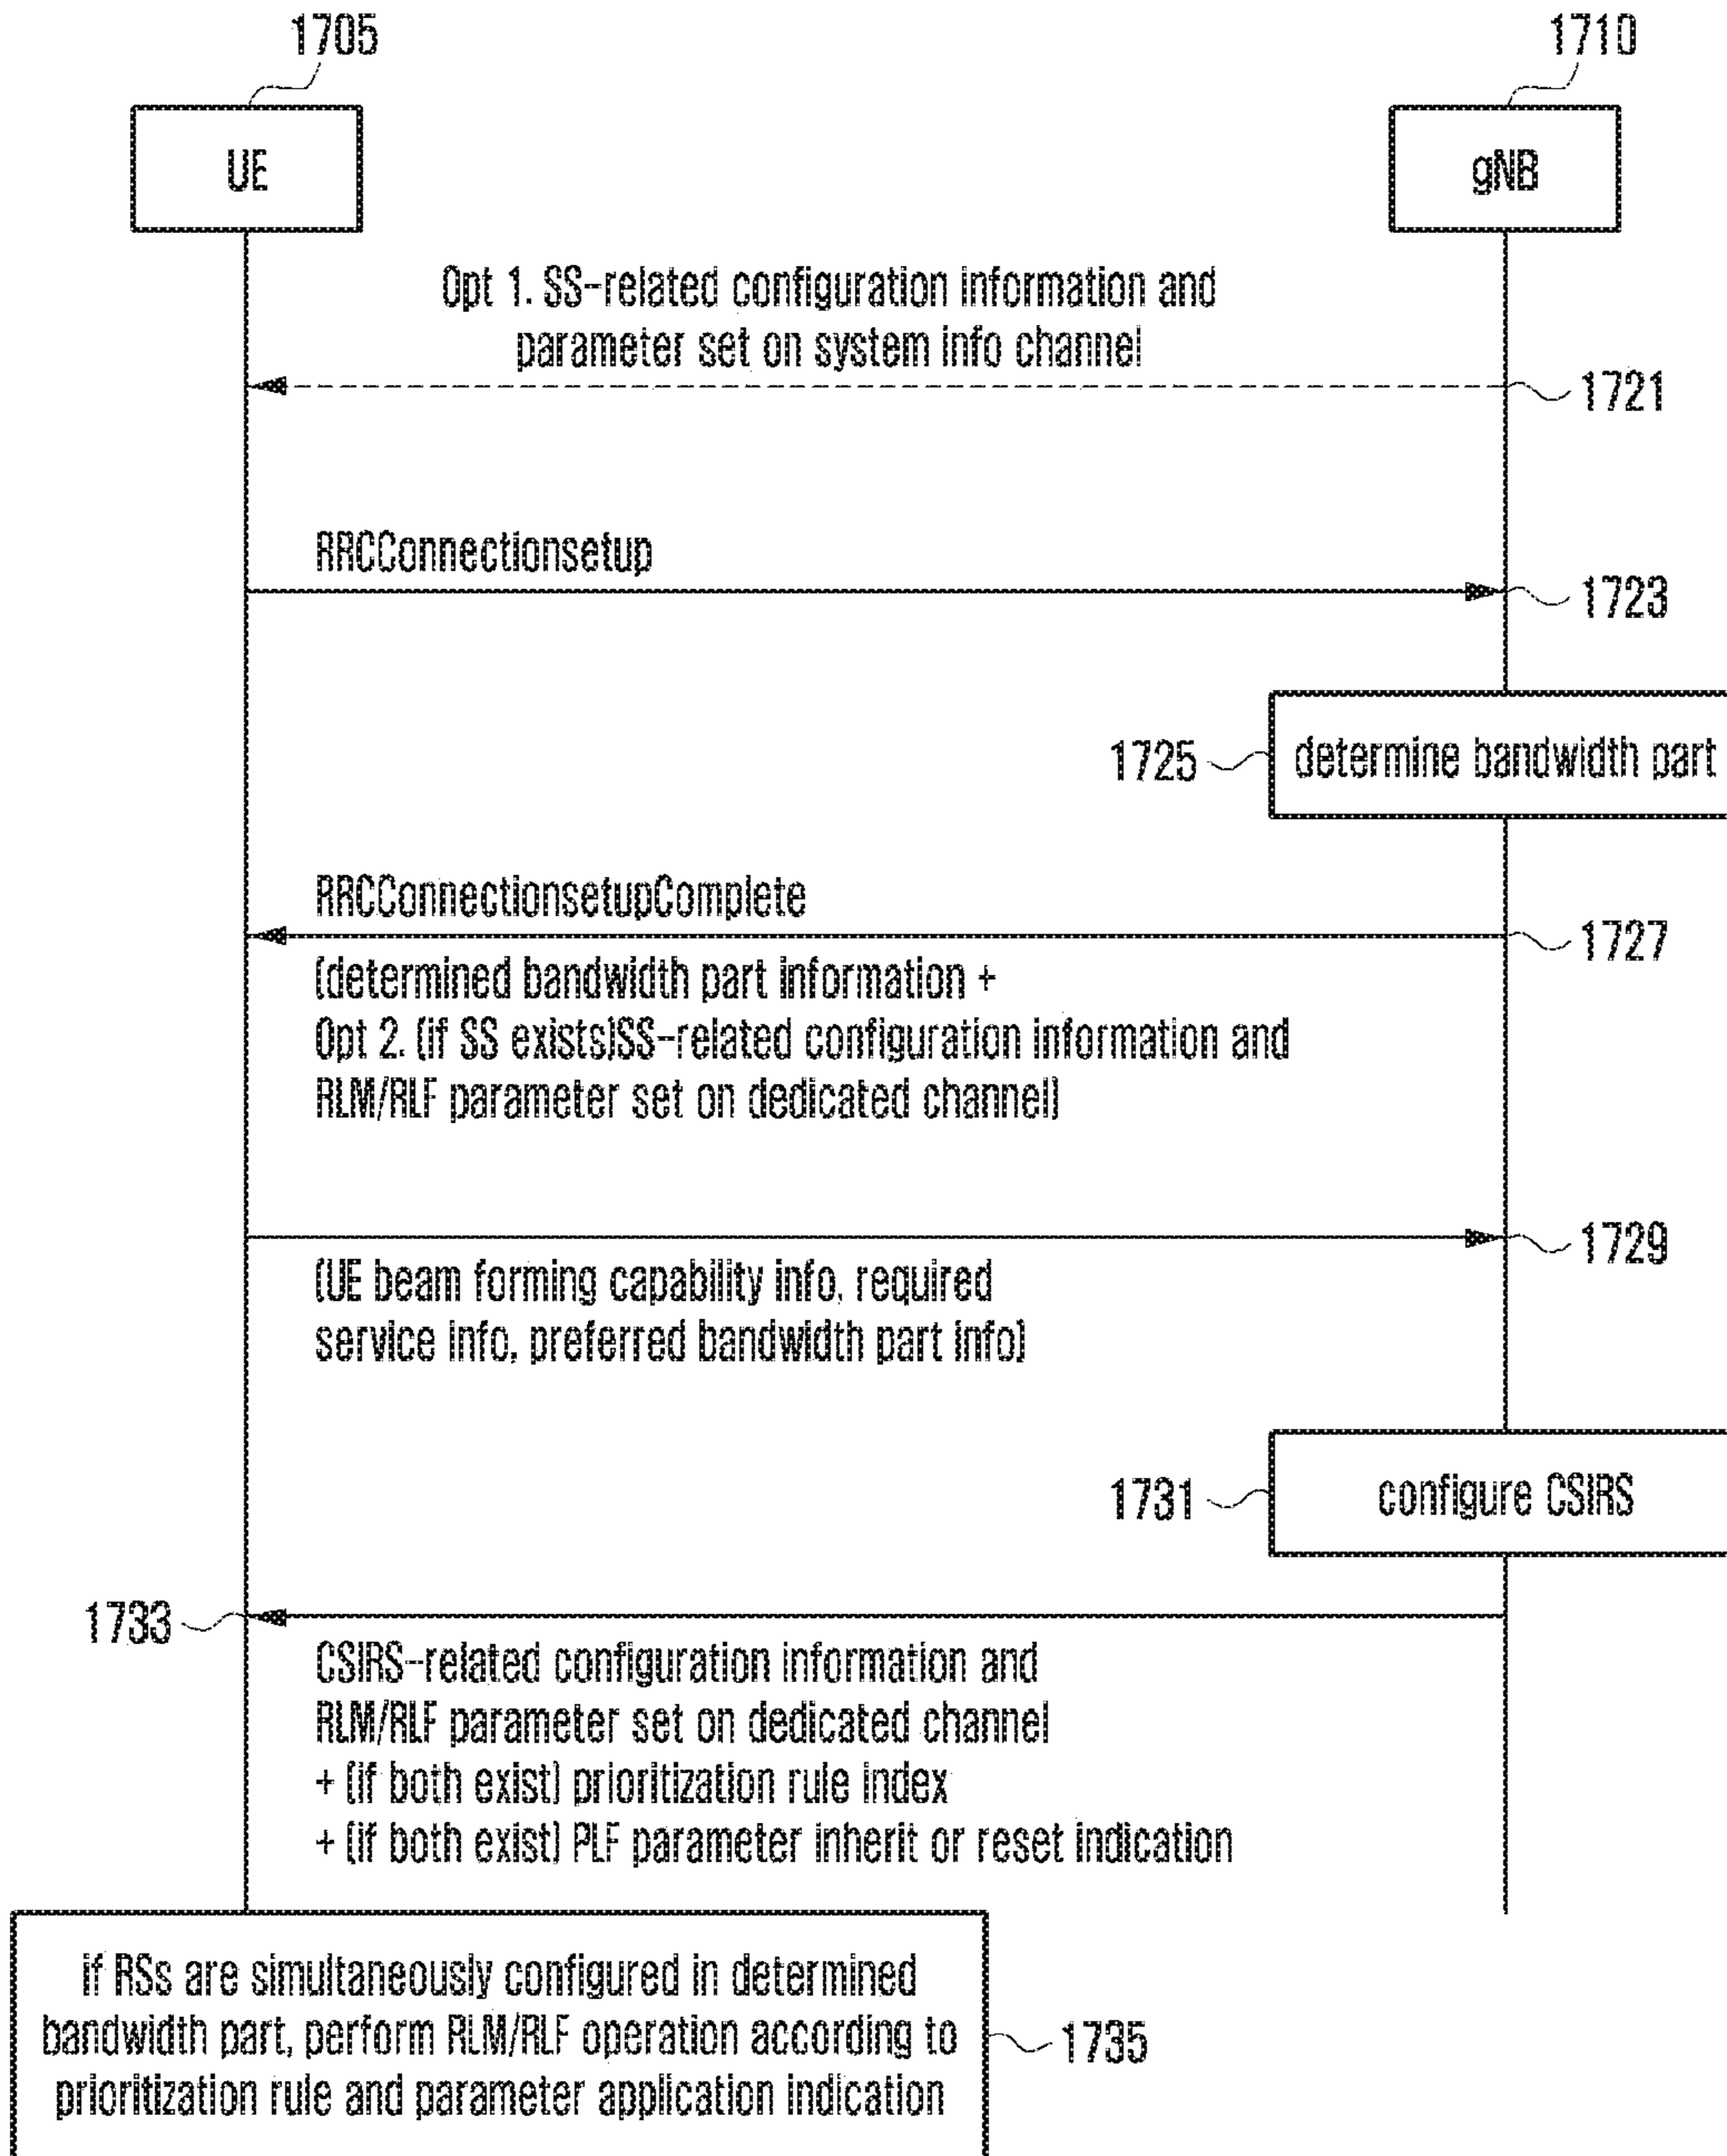 1705
1710
UE
gNB
Opt 1. SS-related configuration information and
parameter set on system info channel
1721
RRCConnectionsetup
1723
1725
determine bandwidth part
RRCConnectionsetupComplete
1727
(determined bandwidth part information +
Opt 2. (if SS exists)SS-related configuration information and
RLM/RLF parameter set on dedicated channel)
1729
(UE beam forming capability info, required
service info, preferred bandwidth part info)
1731
configure CSIRS
1733
CSIRS-related configuration information and
RLM/RLF parameter set on dedicated channel
+ (if both exist) prioritization rule index
+ (if both exist) PLF parameter inherit or reset indication
if RSs are simultaneously configured in determined
bandwidth part, perform RLM/RLF operation according to
prioritization rule and parameter application indication
1735